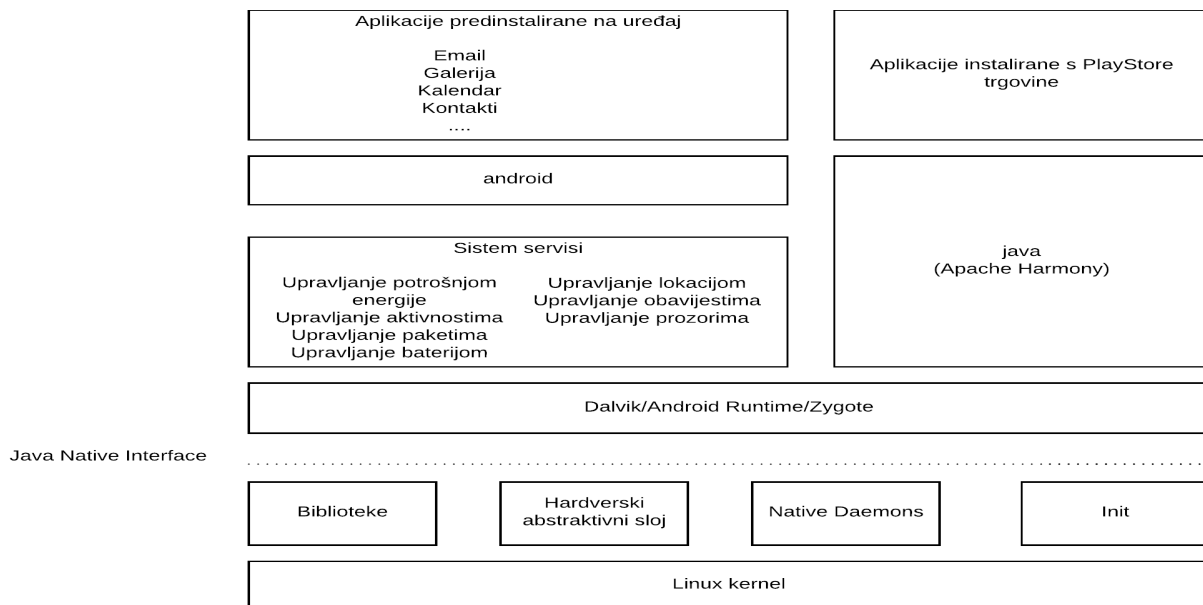 Aplikacije predinstalirane na uređaj
Email
Galerija
Kalendar
Kontakti
....
Aplikacije instalirane s PlayStore
trgovine
android
java
(Apache Harmony)
Sistem servisi
Upravljanje potrošnjom
energije
Upravljanje aktivnostima
Upravljanje paketima
Upravljanje baterijom
Upravljanje lokacijom
Upravljanje obavijestima
Upravljanje prozorima
Dalvik/Android Runtime/Zygote
Java Native Interface
Biblioteke
Hardverski
abstraktivni sloj
Native Daemons
Init
Linux kernel